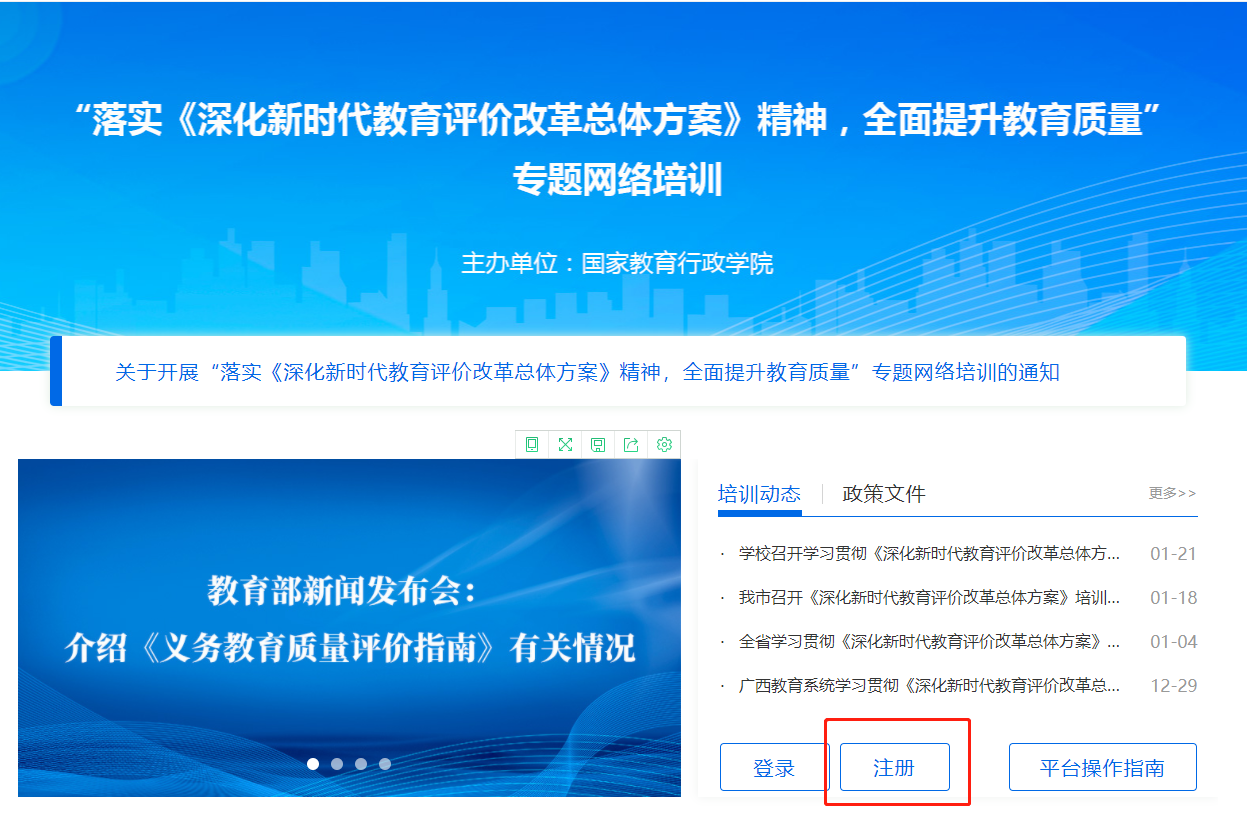 “落实《深化新时代教育评价改革总体方案》精神，全面提升教育质量”
专题网络培训
主办单位：国家教育行政学院
关于开展“落实《深化新时代教育评价改革总体方案》精神，全面提升教育质量”专题网络培训的通知
教育部新闻发布会：
介绍《义务教育质量评价指南》有关情况
培训动态 政策文件 更多>>
· 学校召开学习贯彻《深化新时代教育评价改革总体方... 01-21
· 我市召开《深化新时代教育评价改革总体方案》培训... 01-18
· 全省学习贯彻《深化新时代教育评价改革总体方案》... 01-04
· 广西教育系统学习贯彻《深化新时代教育评价改革总... 12-29
登录 注册 平台操作指南